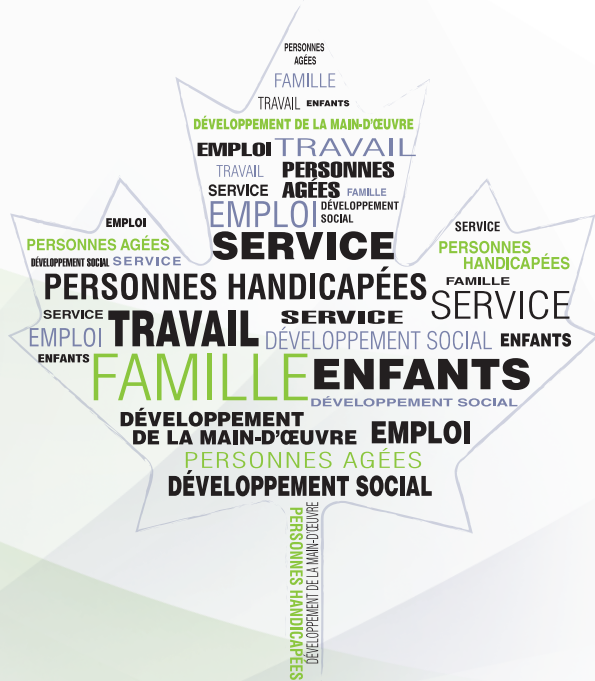 PERSONNES
AGÉES
FAMILLE
TRAVAIL ENFANTS
DÉVELOPPEMENT DE LA MAIN-D'ŒUVRE
EMPLOI TRAVAIL
TRAVAIL PERSONNES
SERVICE AGÉES FAMILLE
EMPLOI DÉVELOPPEMENT
SOCIAL
EMPLOI
SERVICE
SERVICE
PERSONNES AGÉES
PERSONNES
HANDICAPÉES
DÉVELOPPEMENT SOCIAL SERVICE
PERSONNES HANDICAPÉES
FAMILLE
SERVICE
SERVICE
TRAVAIL
SERVICE
EMPLOI
DÉVELOPPEMENT SOCIAL ENFANTS
ENFANTS
FAMILLE ENFANTS
DÉVELOPPEMENT SOCIAL
DÉVELOPPEMENT
DE LA MAIN-D'ŒUVRE EMPLOI
PERSONNES AGÉES
DÉVELOPPEMENT SOCIAL
PERSONNES HANDICAPÉES
DÉVELOPPEMENT DE LA MAIN-D'ŒUVRE